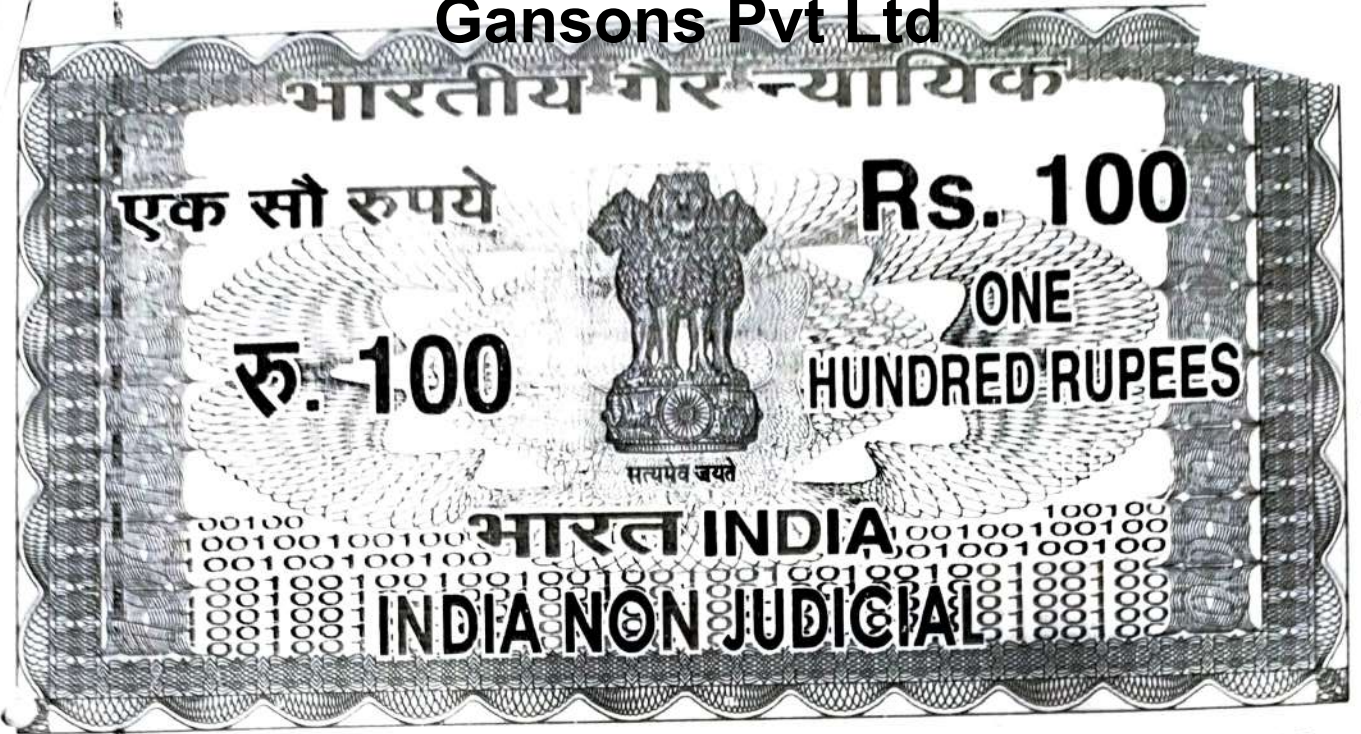 Gansons Pvt Ltd
भारतीय गैर न्यायिक
एक सौ रुपये
Rs. 100
रु. 100
ONE
HUNDRED RUPEES
सत्यमेव जयते
भारत INDIA
INDIA NON JUDICIAL